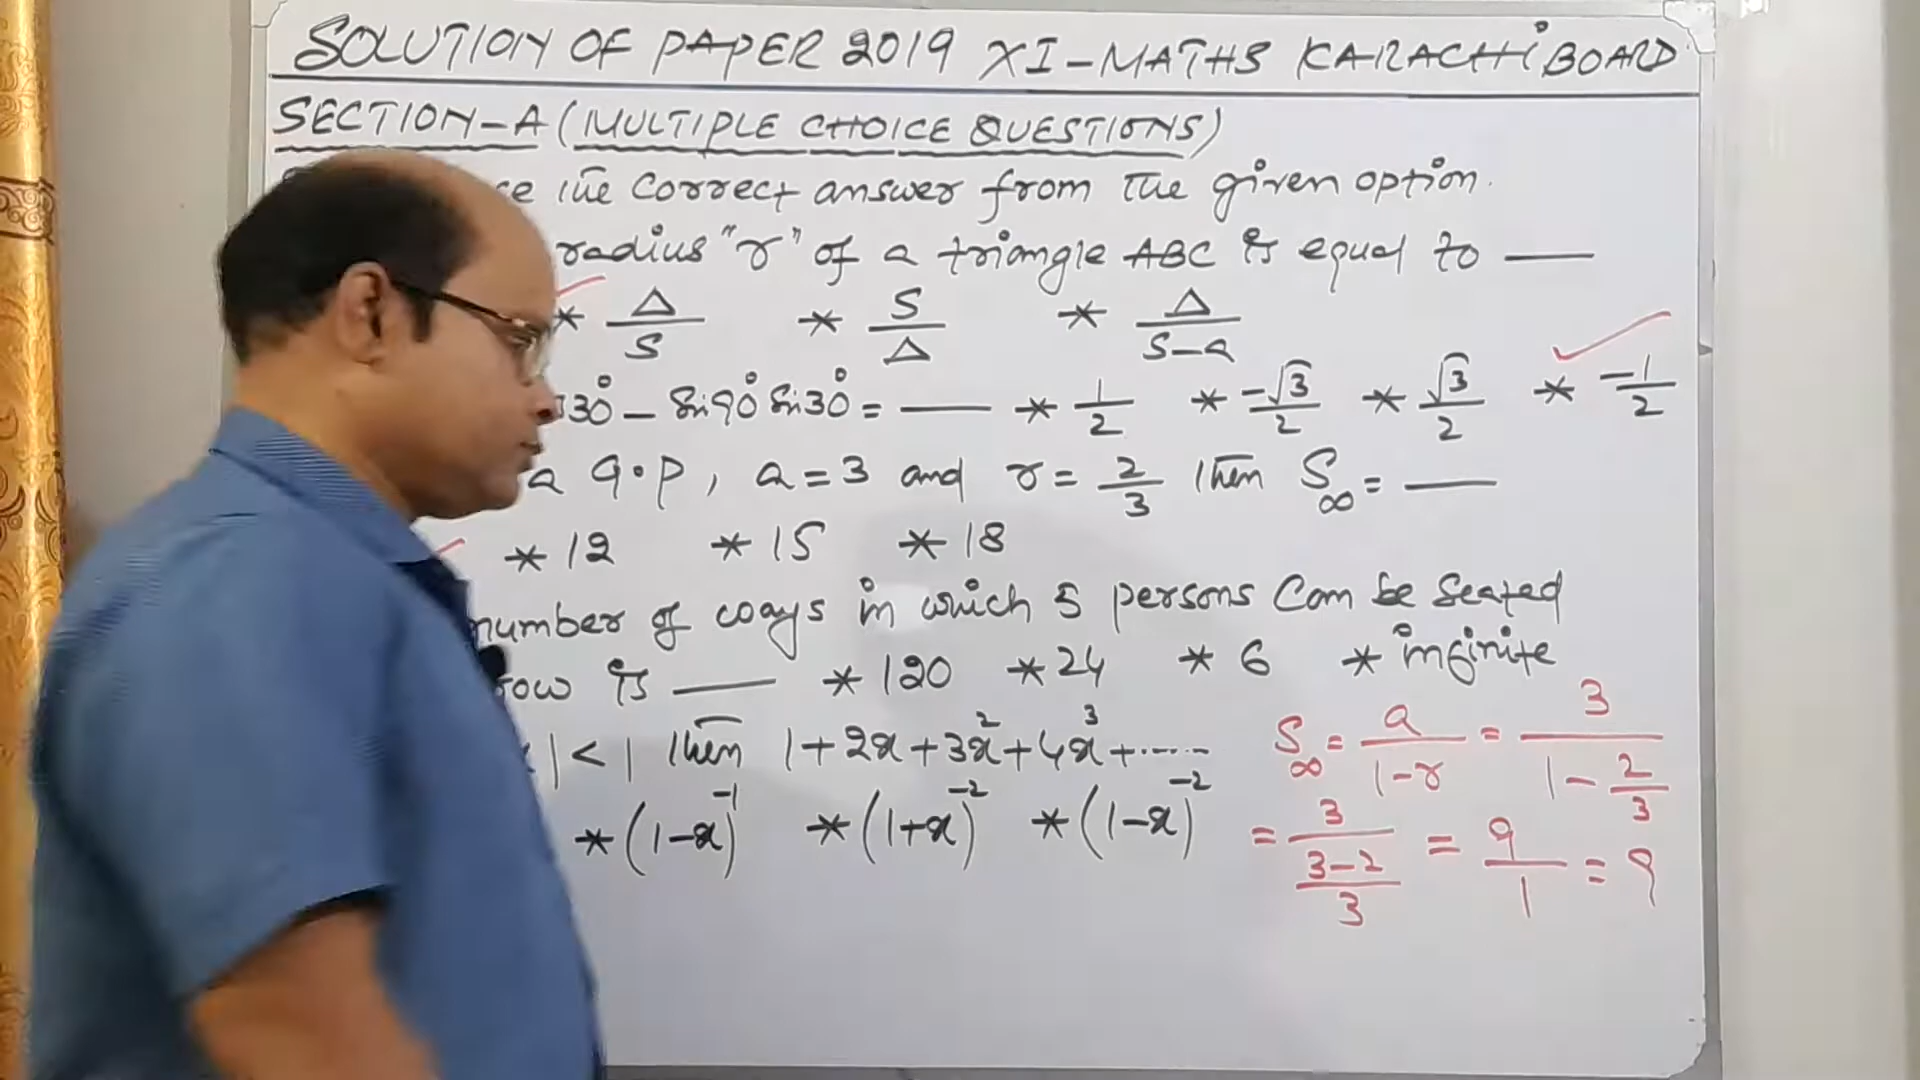 SOLUTION OF PAPER 2019 XI-MATHS KARACHI BOARD
SECTION-A (MULTIPLE CHOICE QUESTIONS)
the correct answer from the given option.
radius "r" of a triangle ABC is equal to ___
* Δ/S * S/Δ * Δ/S-a
30° - Sin90° Sin30° = ___ * 1/2 * -√3/2 * √3/2 * -1/2
a G.P, a = 3 and r = 2/3 then S∞ = ___
* 12 * 15 * 18
number of ways in which 5 persons Can be Seated
row is ___ * 120 * 24 * 6 * infinite
| < 1 then 1 + 2x + 3x² + 4x³ + ......
* (1-x)⁻¹ * (1+x)⁻² * (1-x)⁻²
S∞ = a/1-r = 3/1-2/3
= 3/3-2/3 = 9/1 = 9